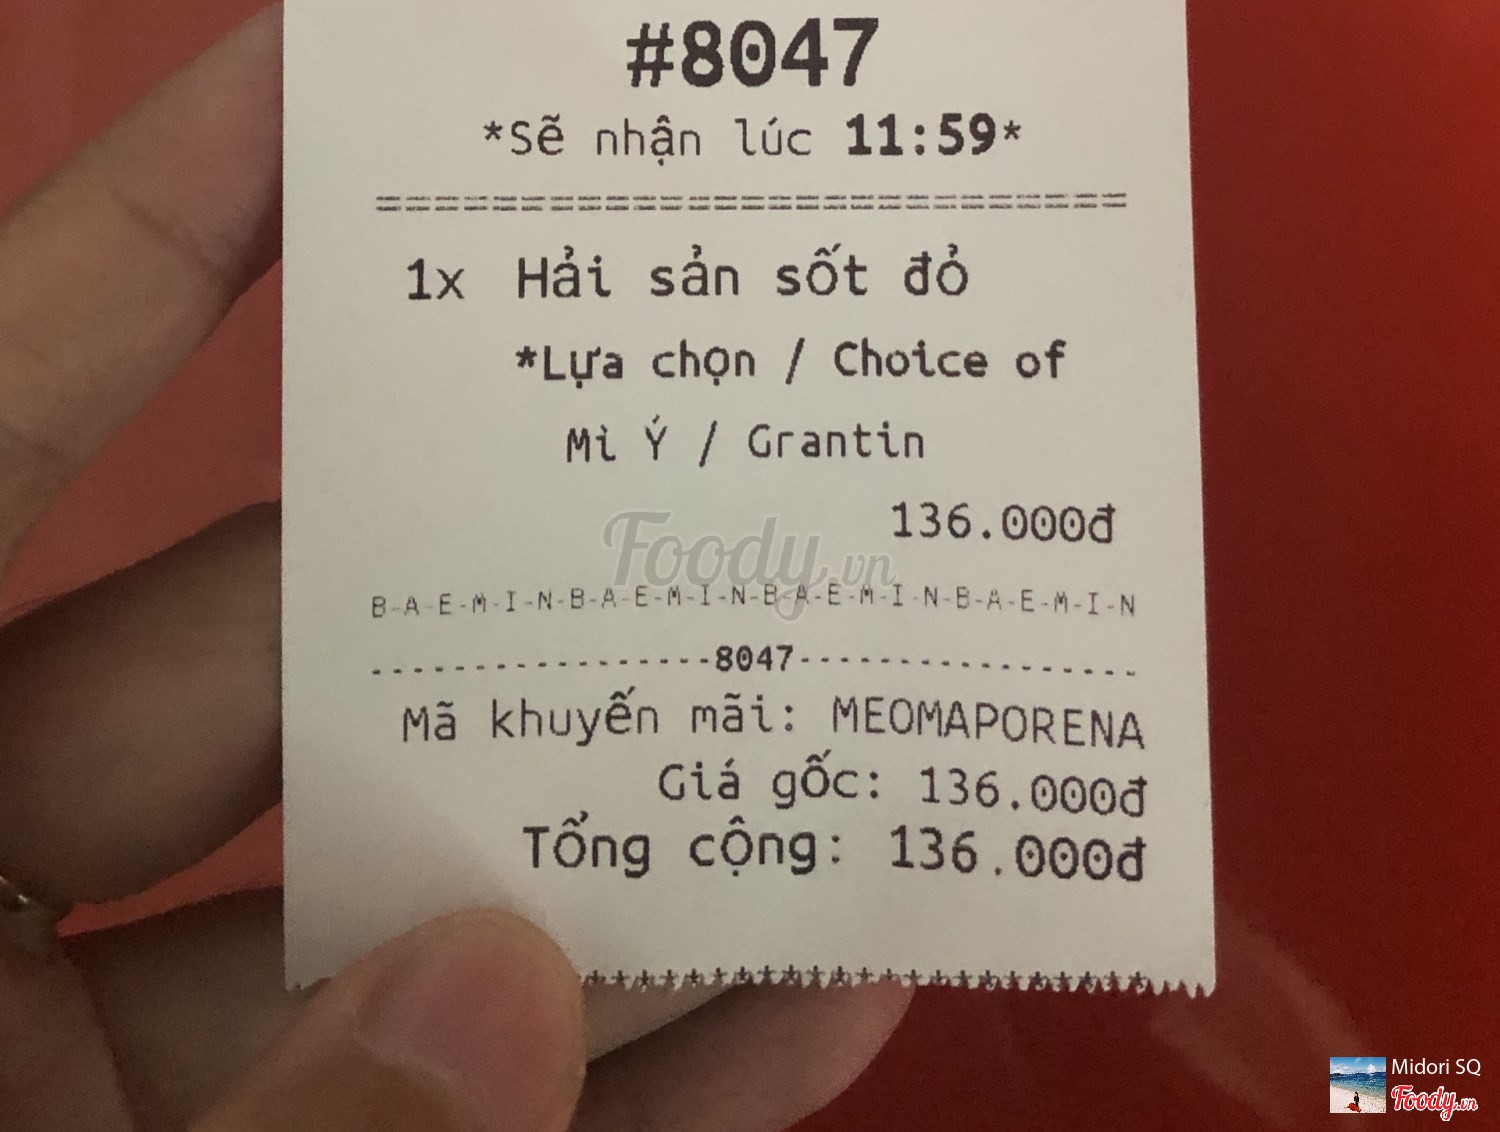 #8047
*Sẽ nhận lúc 11:59*
================================
1x Hải sản sốt đỏ
*Lựa chọn / Choice of
Mì Ý / Grantin
136.000đ
Foody.vn
B-A-E-M-I-N-B-A-E-M-I-N-B-A-E-M-I-N-B-A-E-M-I-N
-----------------8047-----------------
Mã khuyến mãi: MEOMAPORENA
Giá gốc: 136.000đ
Tổng cộng: 136.000đ
Midori SQ
Foody.vn